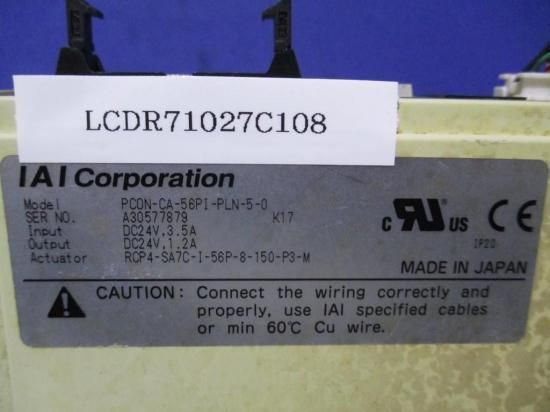 LCDR71027C108
IAI Corporation
Model PCON-CA-56PI-PLN-5-0
SER NO. A30577879 K17
Input DC24V,3.5A
Output DC24V,1.2A
Actuator RCP4-SA7C-I-56P-8-150-P3-M
C RU US CE
IP20
MADE IN JAPAN
CAUTION: Connect the wiring correctly and
properly, use IAI specified cables
or min 60℃ Cu wire.